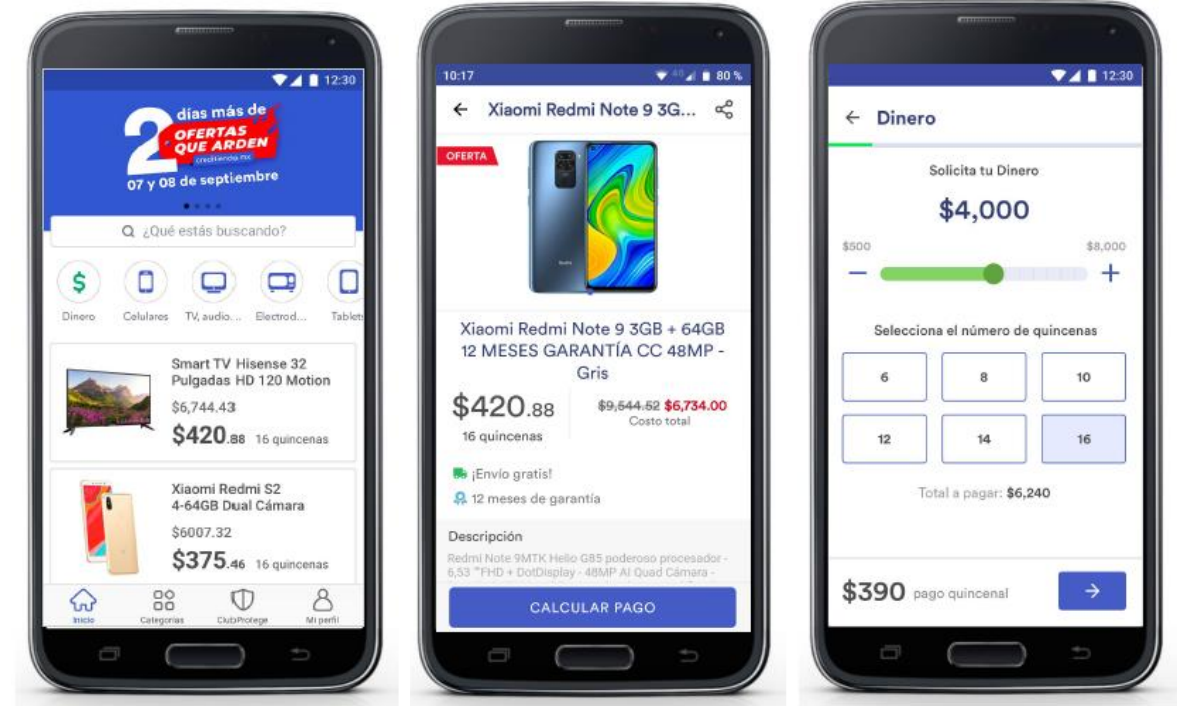 12:30
2 días más de
OFERTAS
QUE ARDEN
creditienda.mx
07 y 08 de septiembre
¿Qué estás buscando?
$
Dinero
Celulares
TV, audio...
Electrod...
Tablets
Smart TV Hisense 32
Pulgadas HD 120 Motion
$6,744.43
$420.88 16 quincenas
Xiaomi Redmi S2
4-64GB Dual Cámara
$6007.32
$375.46 16 quincenas
Inicio
Categorías
ClubProtege
Mi perfil
10:17
4G
80 %
Xiaomi Redmi Note 9 3G...
OFERTA
Redmi
Xiaomi Redmi Note 9 3GB + 64GB
12 MESES GARANTÍA CC 48MP -
Gris
$420.88
16 quincenas
$9,544.52 $6,734.00
Costo total
¡Envío gratis!
12 meses de garantía
Descripción
Redmi Note 9MTK Helio G85 poderoso procesador -
6,53 "FHD + DotDisplay - 48MP AI Quad Cámara -
CALCULAR PAGO
12:30
Dinero
Solicita tu Dinero
$4,000
$500
$8,000
Selecciona el número de quincenas
6
8
10
12
14
16
Total a pagar: $6,240
$390 pago quincenal